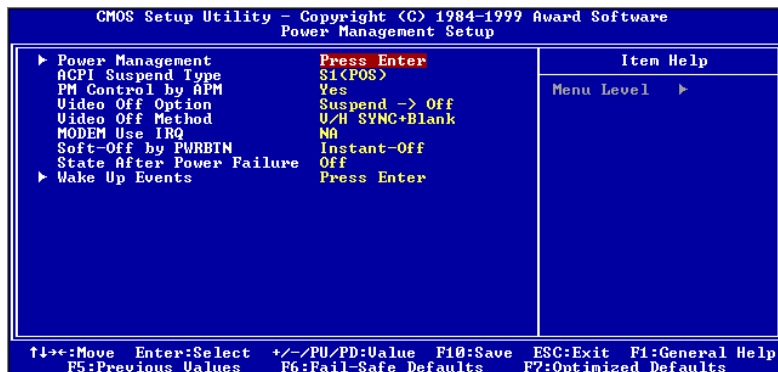 CMOS Setup Utility - Copyright (C) 1984-1999 Award Software
Power Management Setup
Power Management Press Enter
ACPI Suspend Type S1(POS)
PM Control by APM Yes
Video Off Option Suspend -> Off
Video Off Method V/H SYNC+Blank
MODEM Use IRQ NA
Soft-Off by PWRBTN Instant-Off
State After Power Failure Off
Wake Up Events Press Enter
Item Help
Menu Level
↑↓→←:Move Enter:Select +/-/PU/PD:Value F10:Save ESC:Exit F1:General Help
F5:Previous Values F6:Fail-Safe Defaults F7:Optimized Defaults